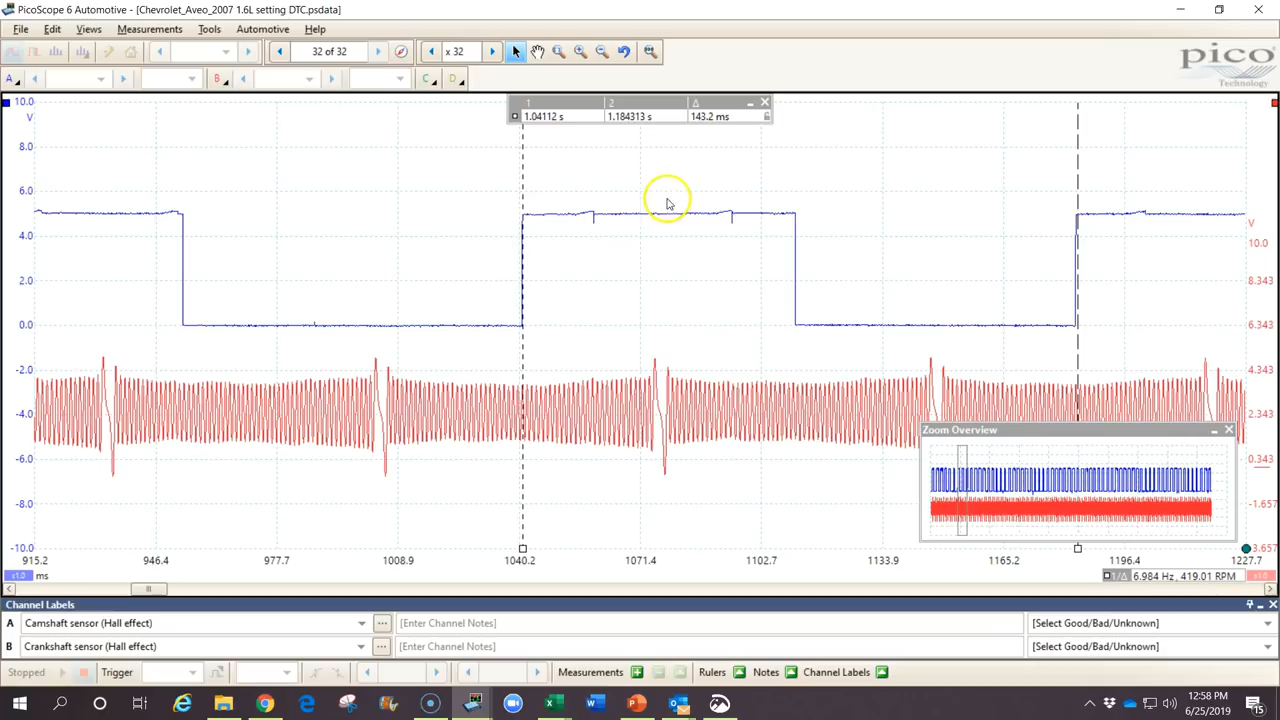 PicoScope 6 Automotive - [Chevrolet_Aveo_2007 1.6L setting DTC.psdata]
File Edit Views Measurements Tools Automotive Help
32 of 32 x 32
pico
Technology
A B C D
1 2 Δ
1.04112 s 1.184313 s 143.2 ms
10.0
V
8.0
6.0
4.0
2.0
0.0
-2.0
-4.0
-6.0
-8.0
-10.0
V
10.0
8.343
6.343
4.343
2.343
0.343
-1.657
3.657
Zoom Overview
915.2 946.4 977.7 1008.9 1040.2 1071.4 1102.7 1133.9 1165.2 1196.4 1227.7
x1.0 ms
1/Δ 6.984 Hz, 419.01 RPM x1.0
Channel Labels
A Camshaft sensor (Hall effect) ... [Enter Channel Notes] [Select Good/Bad/Unknown]
B Crankshaft sensor (Hall effect) ... [Enter Channel Notes] [Select Good/Bad/Unknown]
Stopped Trigger Measurements Rulers Notes Channel Labels
12:58 PM
6/25/2019
15